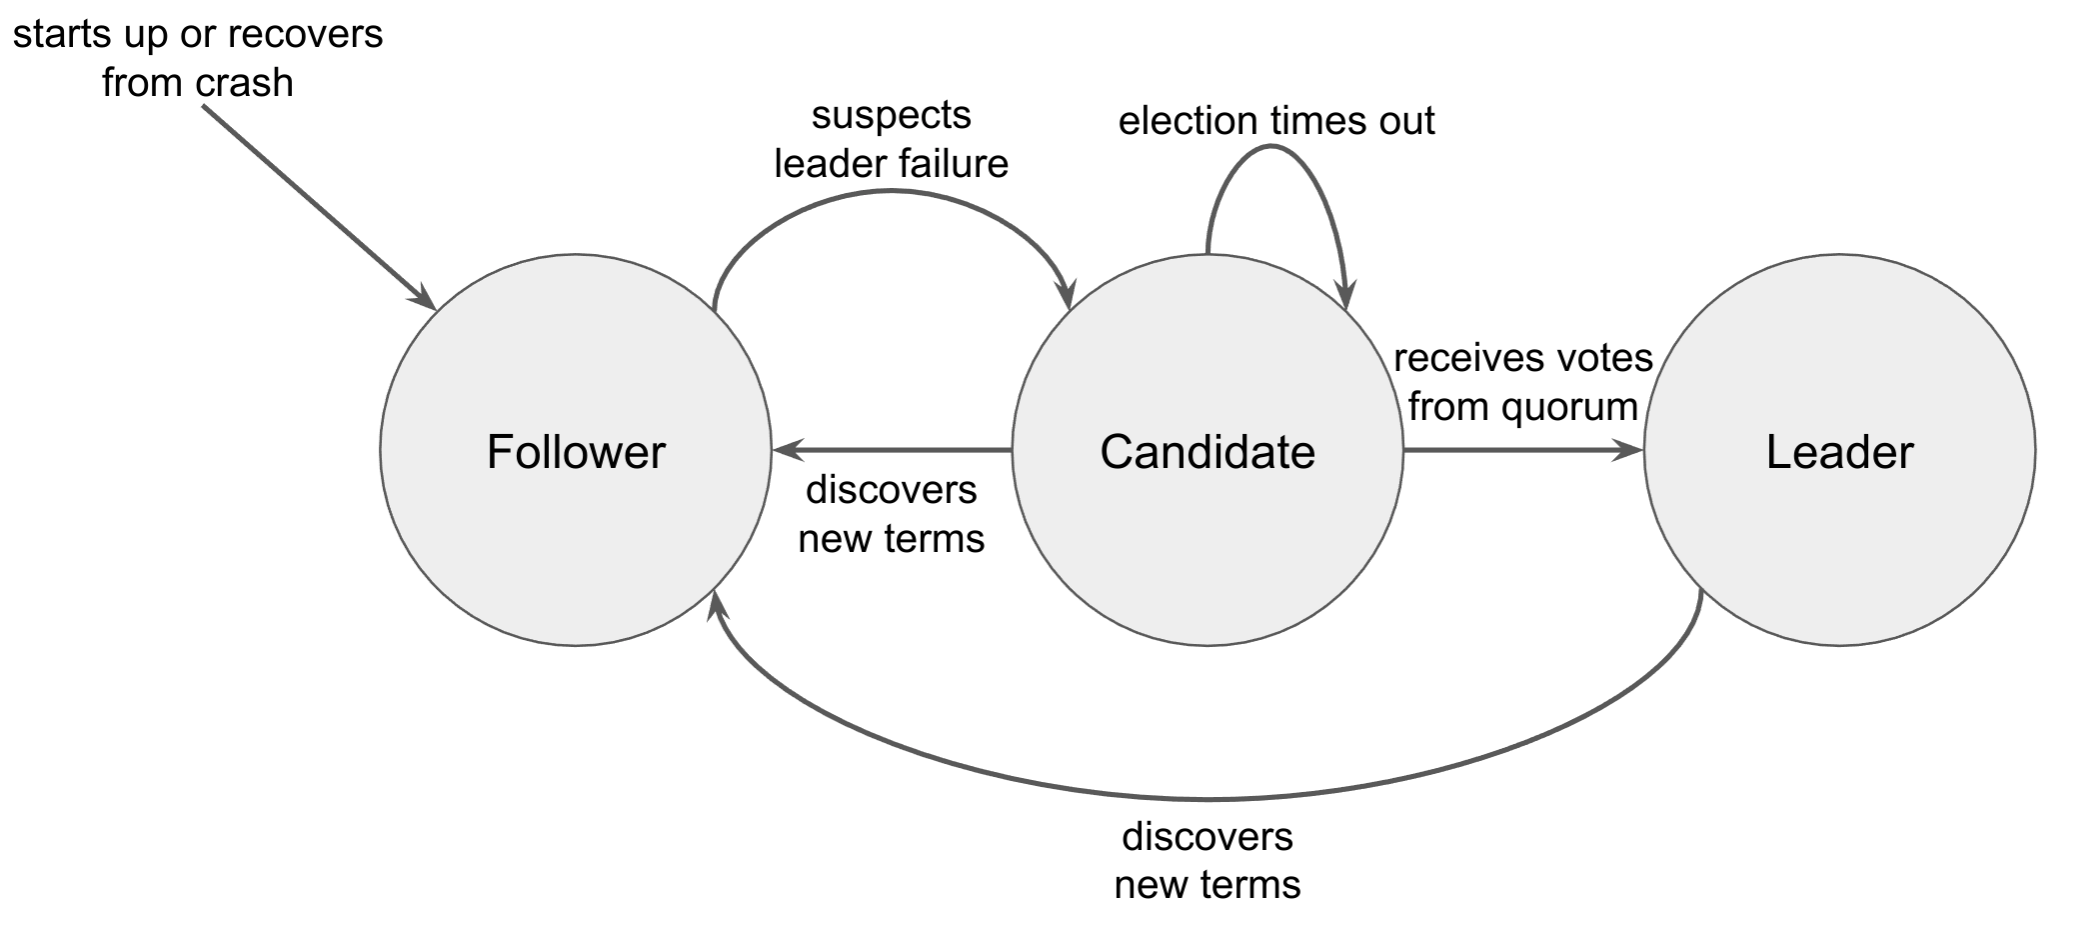 starts up or recovers
from crash
suspects
leader failure
election times out
receives votes
from quorum
Follower
Candidate
Leader
discovers
new terms
discovers
new terms